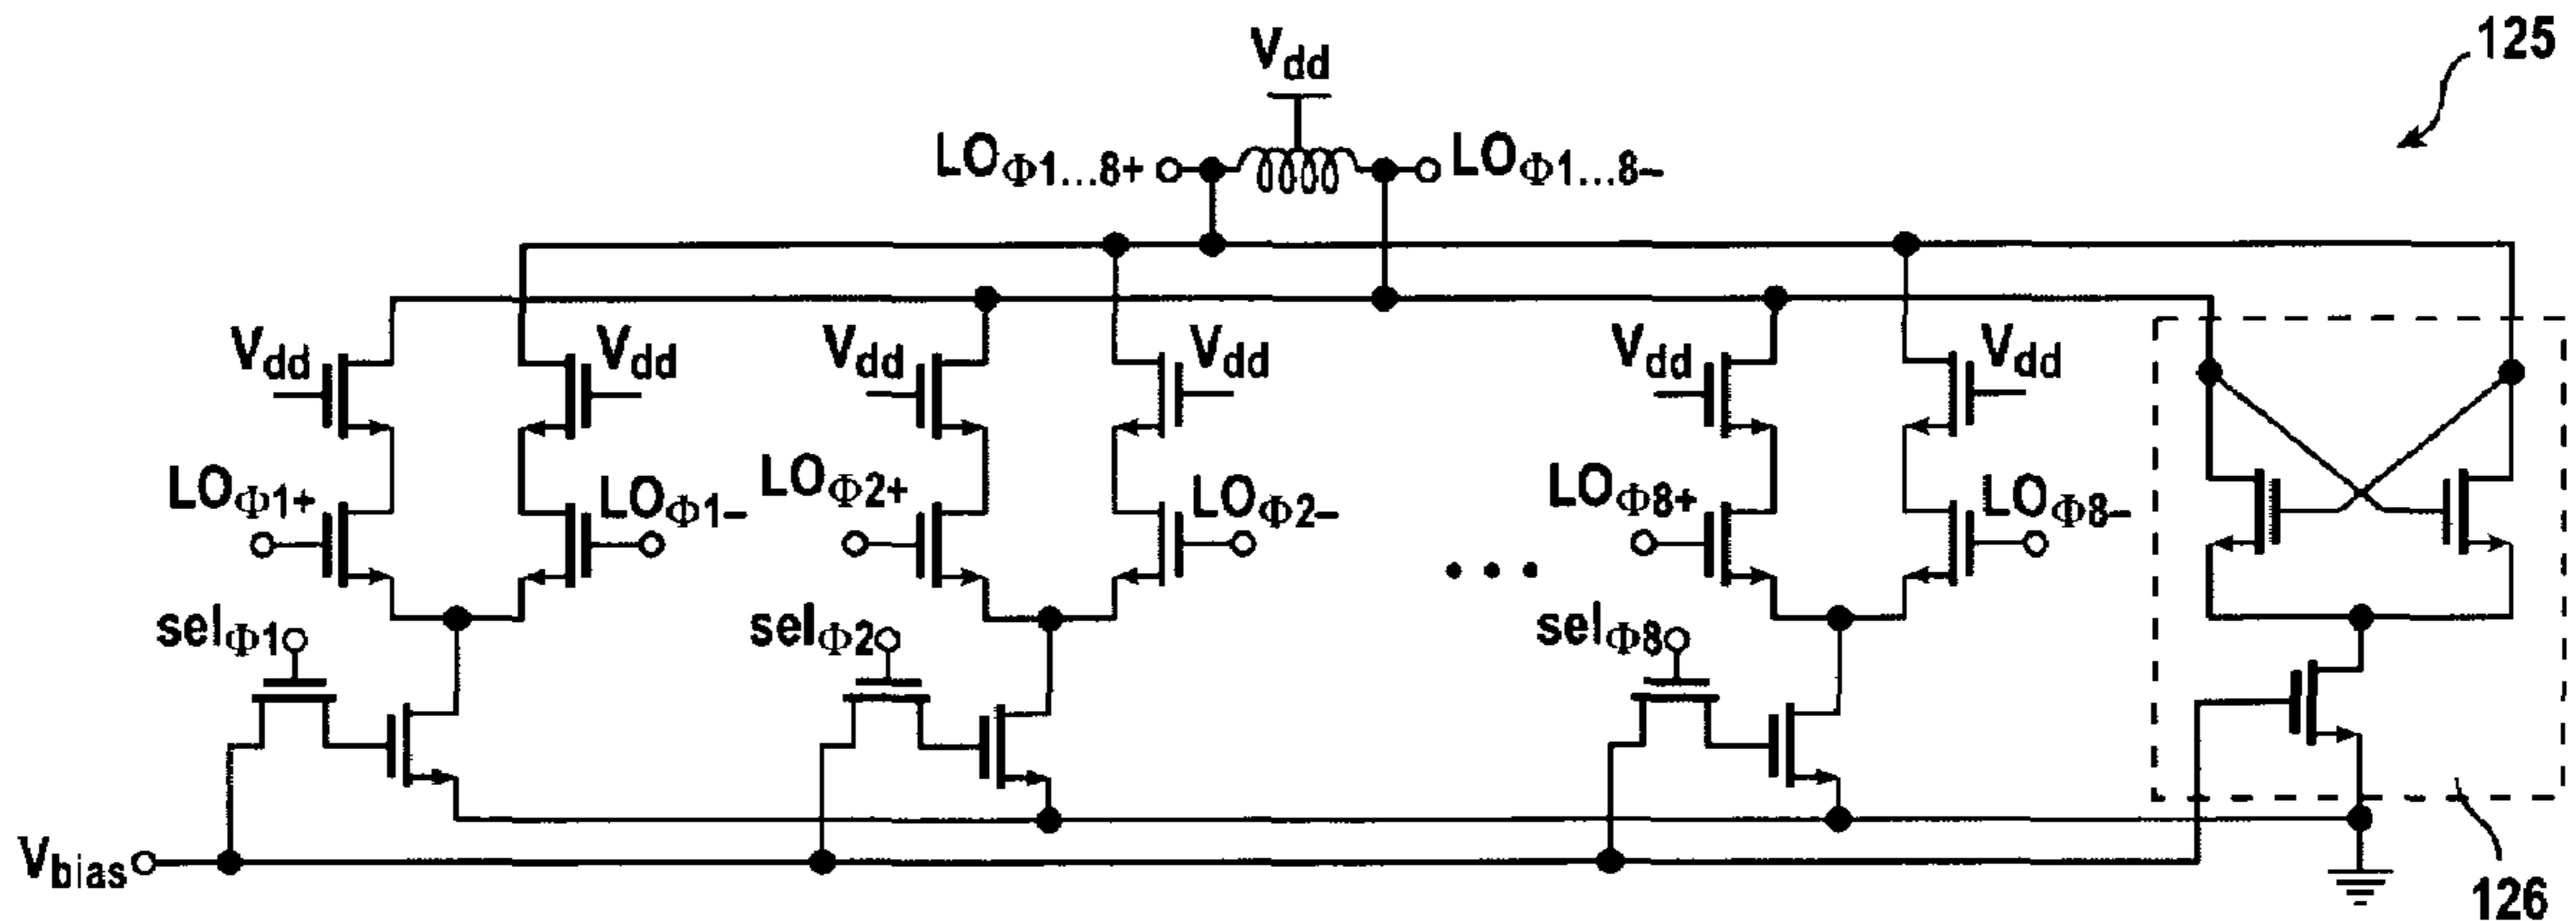 125
Vdd
LOΦ1...8+ LOΦ1...8–
Vdd Vdd Vdd Vdd Vdd Vdd
LOΦ1+ LOΦ1– LOΦ2+ LOΦ2– LOΦ8+ LOΦ8–
• • •
selΦ1 selΦ2 selΦ8
Vbias
126